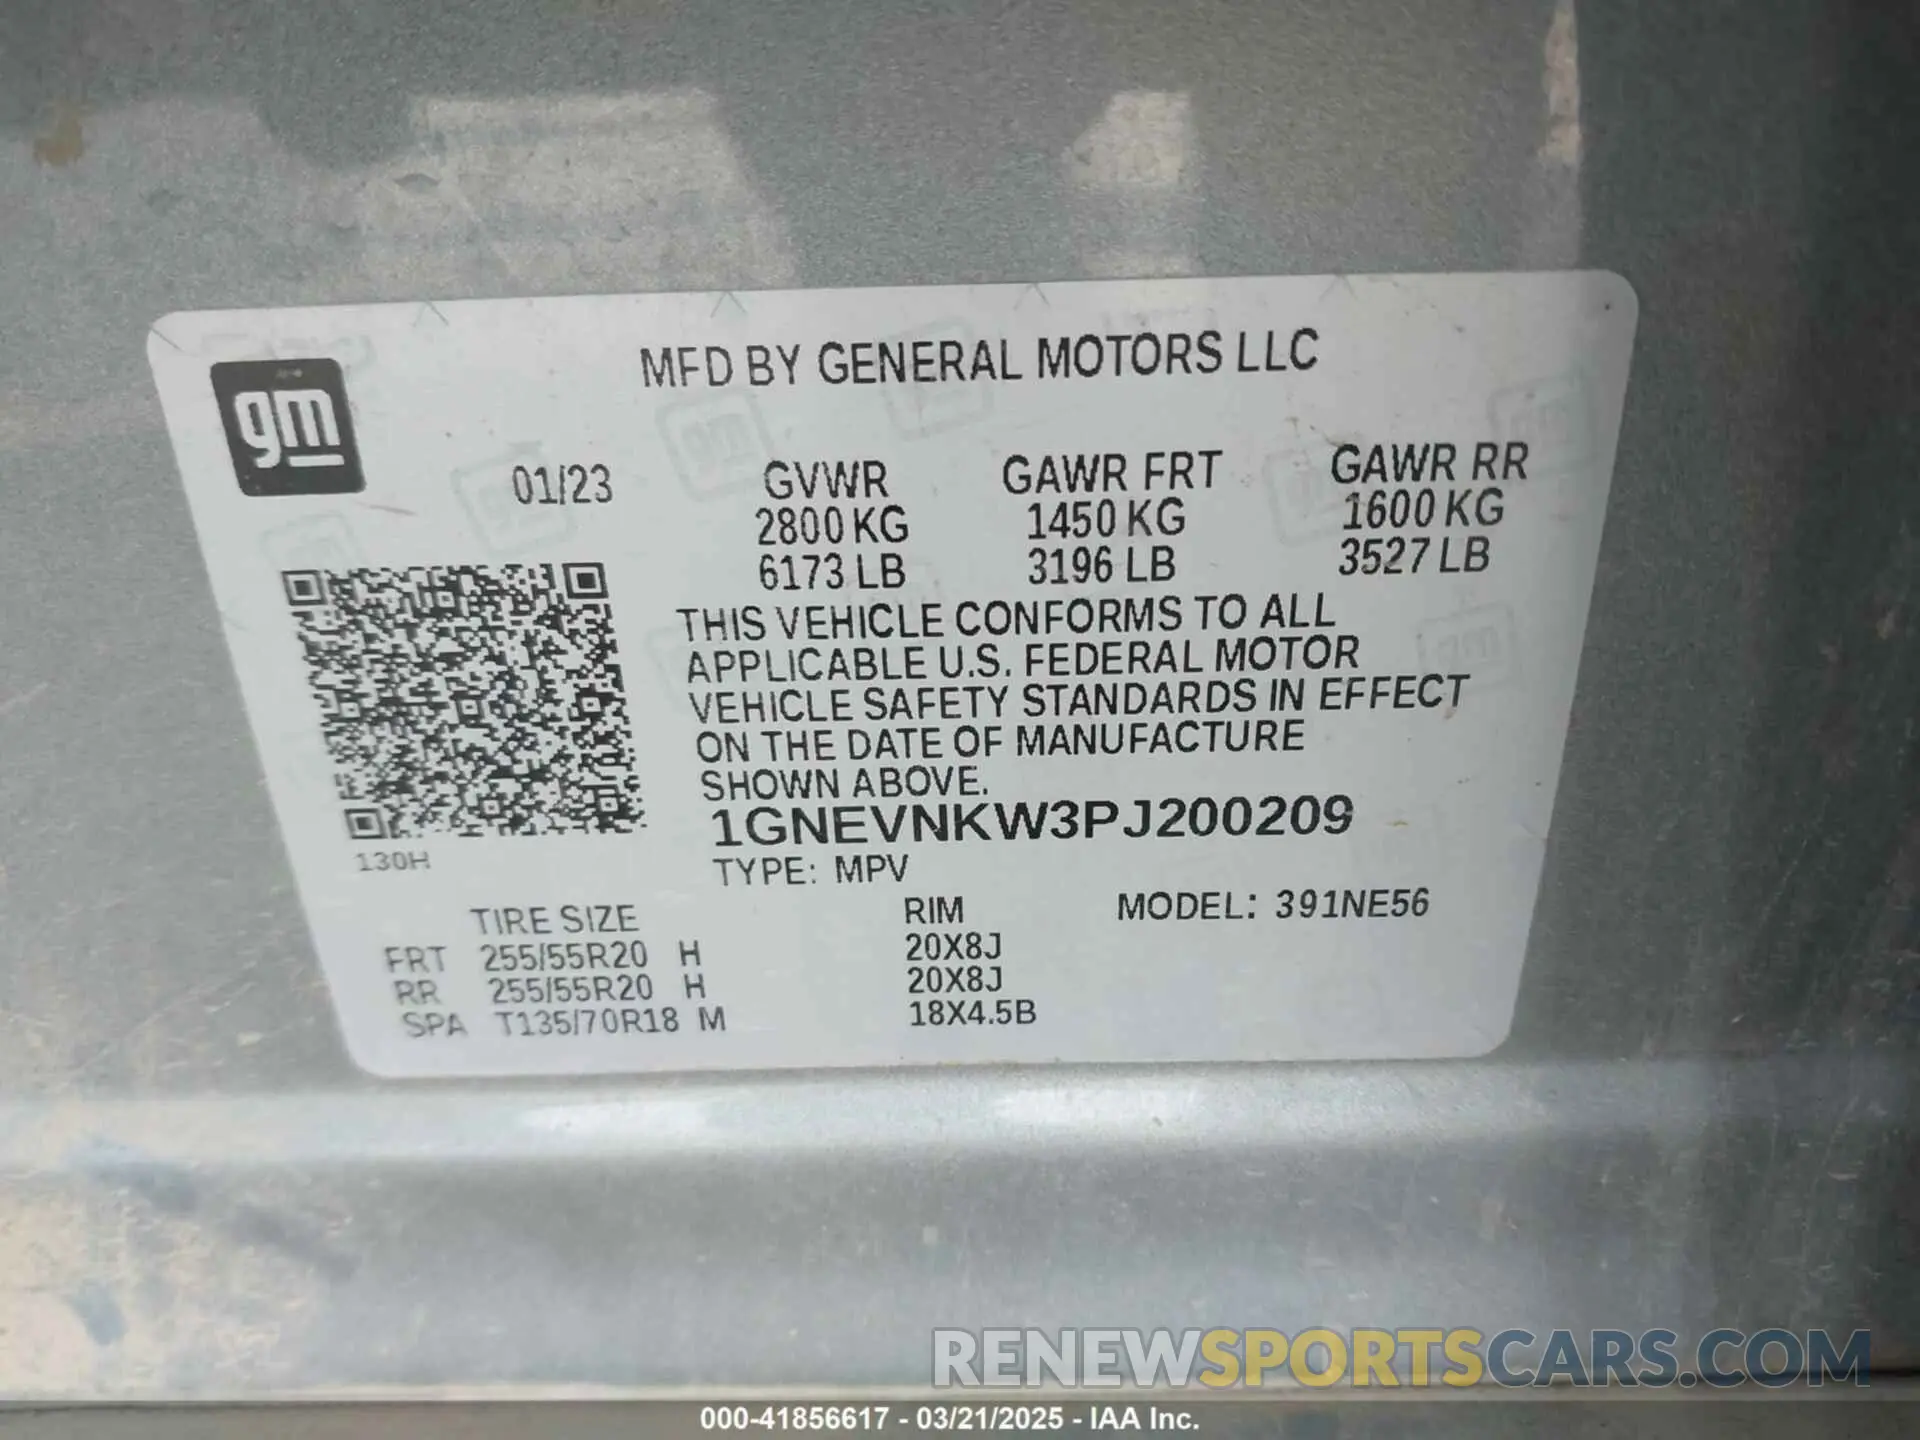 MFD BY GENERAL MOTORS LLC
gm
01/23 GVWR GAWR FRT GAWR RR
2800 KG 1450 KG 1600 KG
6173 LB 3196 LB 3527 LB
THIS VEHICLE CONFORMS TO ALL
APPLICABLE U.S. FEDERAL MOTOR
VEHICLE SAFETY STANDARDS IN EFFECT
ON THE DATE OF MANUFACTURE
SHOWN ABOVE.
1GNEVNKW3PJ200209
130H
TYPE: MPV
TIRE SIZE RIM MODEL: 391NE56
FRT 255/55R20 H 20X8J
RR 255/55R20 H 20X8J
SPA T135/70R18 M 18X4.5B
RENEWSPORTSCARS.COM
000-41856617 - 03/21/2025 - IAA Inc.